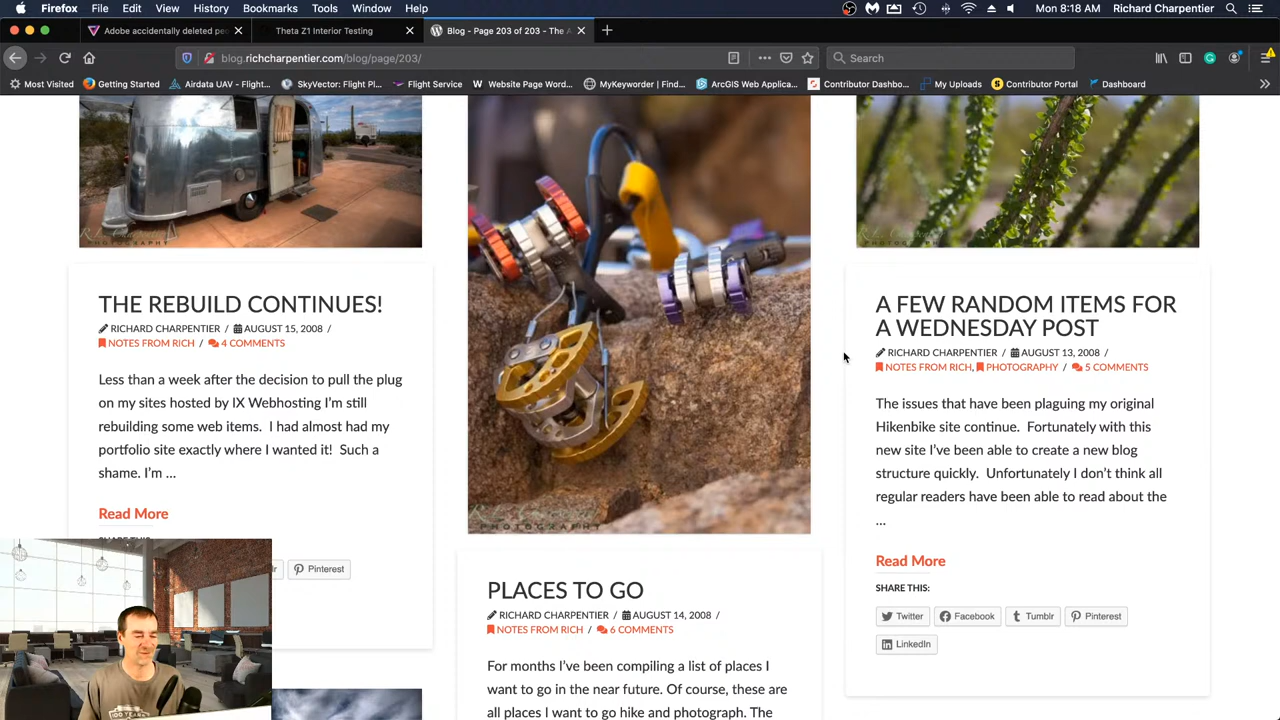 Firefox File Edit View History Bookmarks Tools Window Help Mon 8:18 AM Richard Charpentier
Adobe accidentally deleted pe
Theta Z1 Interior Testing
Blog - Page 203 of 203 - The A
blog.richcharpentier.com/blog/page/203/
Search
Most Visited Getting Started Airdata UAV - Flight... SkyVector: Flight Pl... Flight Service Website Page Word... MyKeyworder | Find... ArcGIS Web Applica... Contributor Dashbo... My Uploads Contributor Portal Dashboard
PHOTOGRAPHY
THE REBUILD CONTINUES!
RICHARD CHARPENTIER / AUGUST 15, 2008 /
NOTES FROM RICH / 4 COMMENTS
Less than a week after the decision to pull the plug
on my sites hosted by IX Webhosting I'm still
rebuilding some web items. I had almost had my
portfolio site exactly where I wanted it! Such a
shame. I'm ...
Read More
SHARE THIS:
Pinterest
PHOTOGRAPHY
PLACES TO GO
RICHARD CHARPENTIER / AUGUST 14, 2008 /
NOTES FROM RICH / 6 COMMENTS
For months I've been compiling a list of places I
want to go in the near future. Of course, these are
all places I want to go hike and photograph. The
PHOTOGRAPHY
A FEW RANDOM ITEMS FOR
A WEDNESDAY POST
RICHARD CHARPENTIER / AUGUST 13, 2008 /
NOTES FROM RICH, PHOTOGRAPHY / 5 COMMENTS
The issues that have been plaguing my original
Hikenbike site continue. Fortunately with this
new site I've been able to create a new blog
structure quickly. Unfortunately I don't think all
regular readers have been able to read about the
...
Read More
SHARE THIS:
Twitter Facebook Tumblr Pinterest
LinkedIn